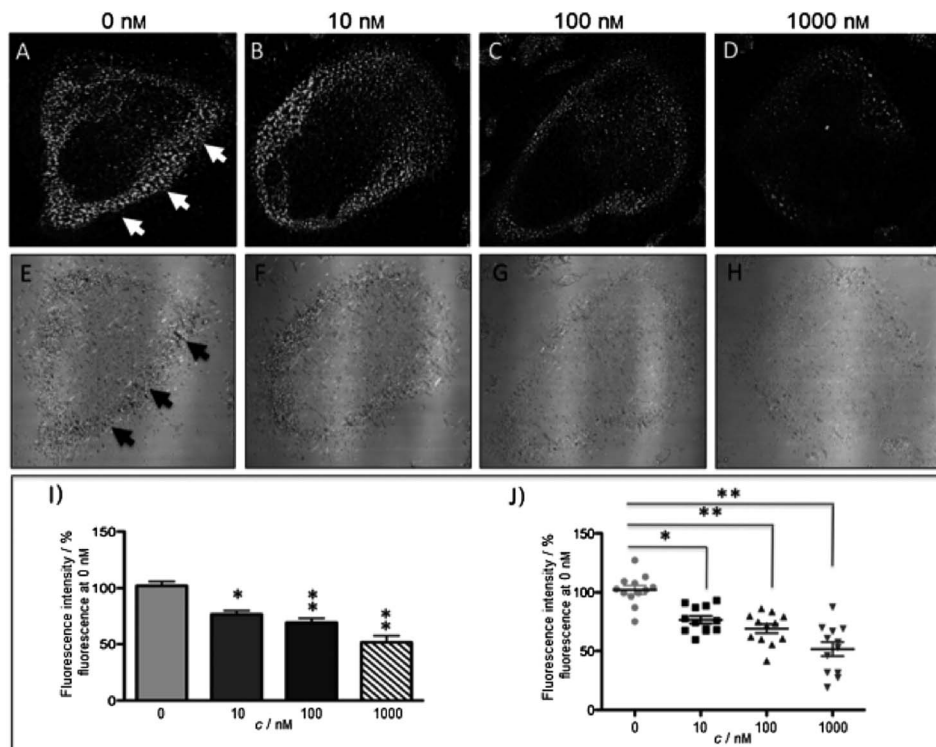 0 nM 10 nM 100 nM 1000 nM
A B C D
E F G H
I) J)
150
100
50
0
Fluorescence intensity / %
fluorescence at 0 nM
*
**
**
0 10 100 1000
c / nM
**
**
*
150
100
50
0
Fluorescence intensity / %
fluorescence at 0 nM
0 10 100 1000
c / nM